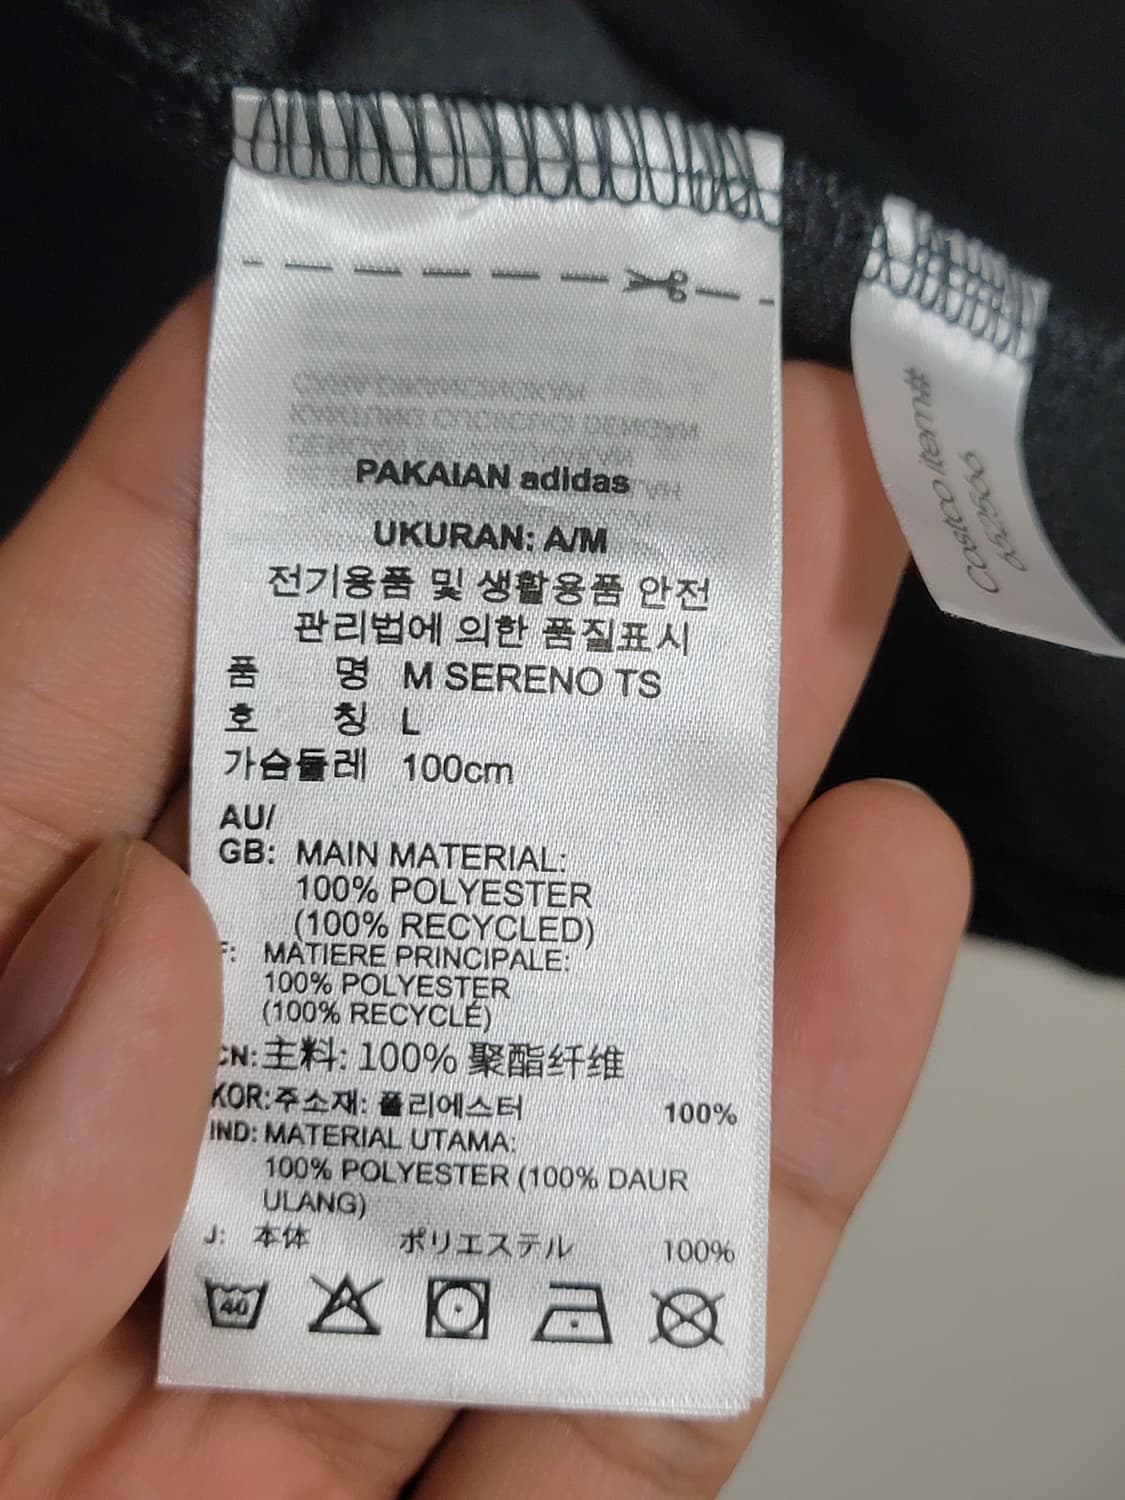 PAKAIAN adidas
UKURAN: A/M
전기용품 및 생활용품 안전
관리법에 의한 품질표시
품 명 M SERENO TS
호 칭 L
가슴둘레 100cm
AU/
GB: MAIN MATERIAL:
100% POLYESTER
(100% RECYCLED)
F: MATIERE PRINCIPALE:
100% POLYESTER
(100% RECYCLÉ)
CN: 主料: 100% 聚酯纤维
KOR: 주소재: 폴리에스터 100%
IND: MATERIAL UTAMA:
100% POLYESTER (100% DAUR
ULANG)
J: 本体 ポリエステル 100%
40
Costco item#
652566